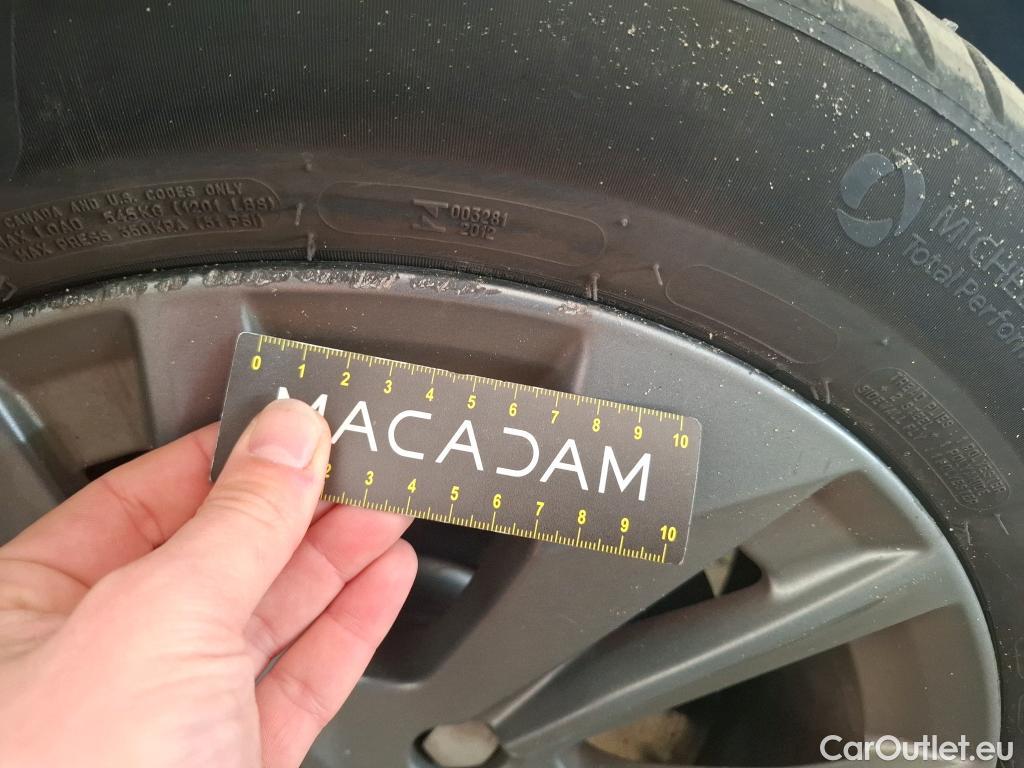 CANADA AND U.S. CODES ONLY
MAX LOAD 545KG (1201 LBS)
MAX PRESS 350KPA (51 PSI)
003281
2012
MICHE
Total Perform
0 1 2 3 4 5 6 7 8 9 10
MACADAM
2 3 4 5 6 7 8 9 10
CarOutlet.eu